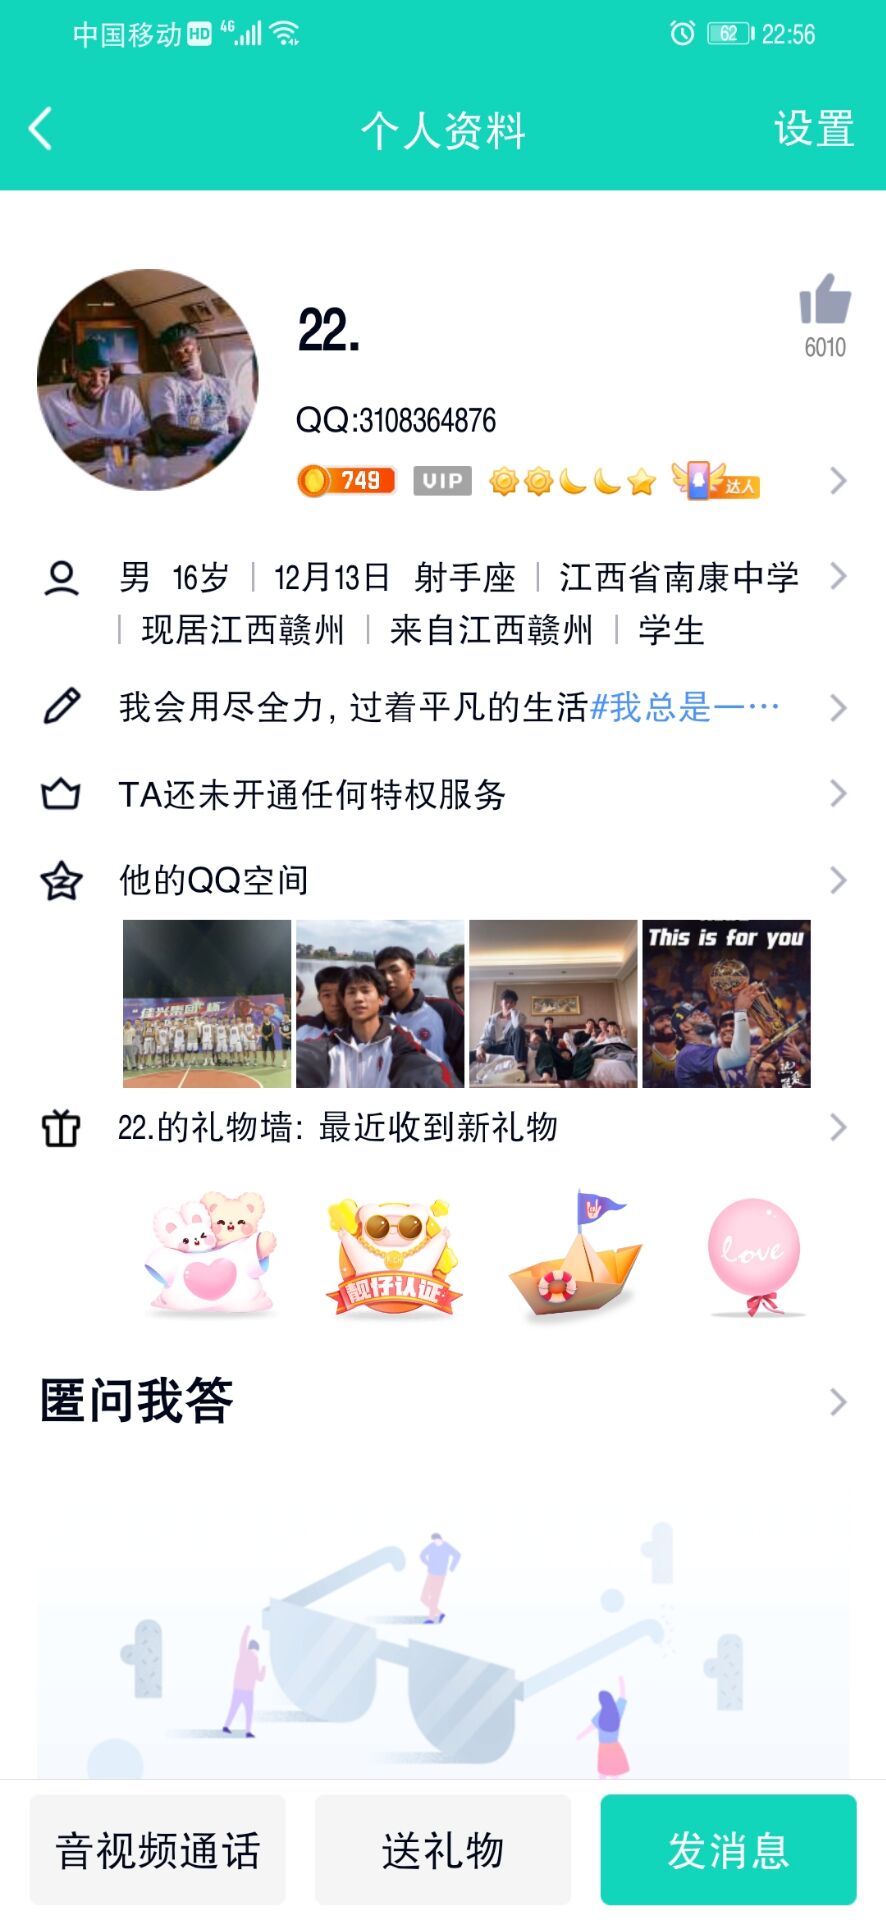 中国移动 HD 4G 62 22:56
个人资料 设置
22.
6010
QQ:3108364876
749 VIP 达人
男 16岁 | 12月13日 射手座 | 江西省南康中学
| 现居江西赣州 | 来自江西赣州 | 学生
我会用尽全力, 过着平凡的生活#我总是一…
TA还未开通任何特权服务
他的QQ空间
"佳兴集团"杯
This is for you
22.的礼物墙: 最近收到新礼物
靓仔认证
love
匿问我答
音视频通话 送礼物 发消息